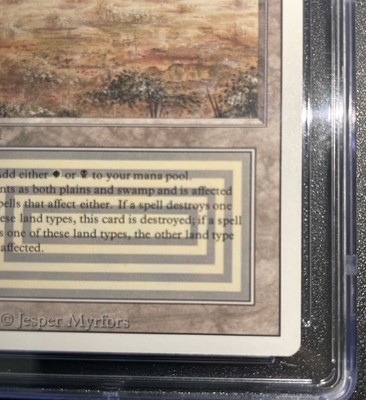 dd either or to your mana pool.
nts as both plains and swamp and is affected
pells that affect either. If a spell destroys one
ese land types, this card is destroyed; if a spell
s one of these land types, the other land type
affected.
© Jesper Myrfors